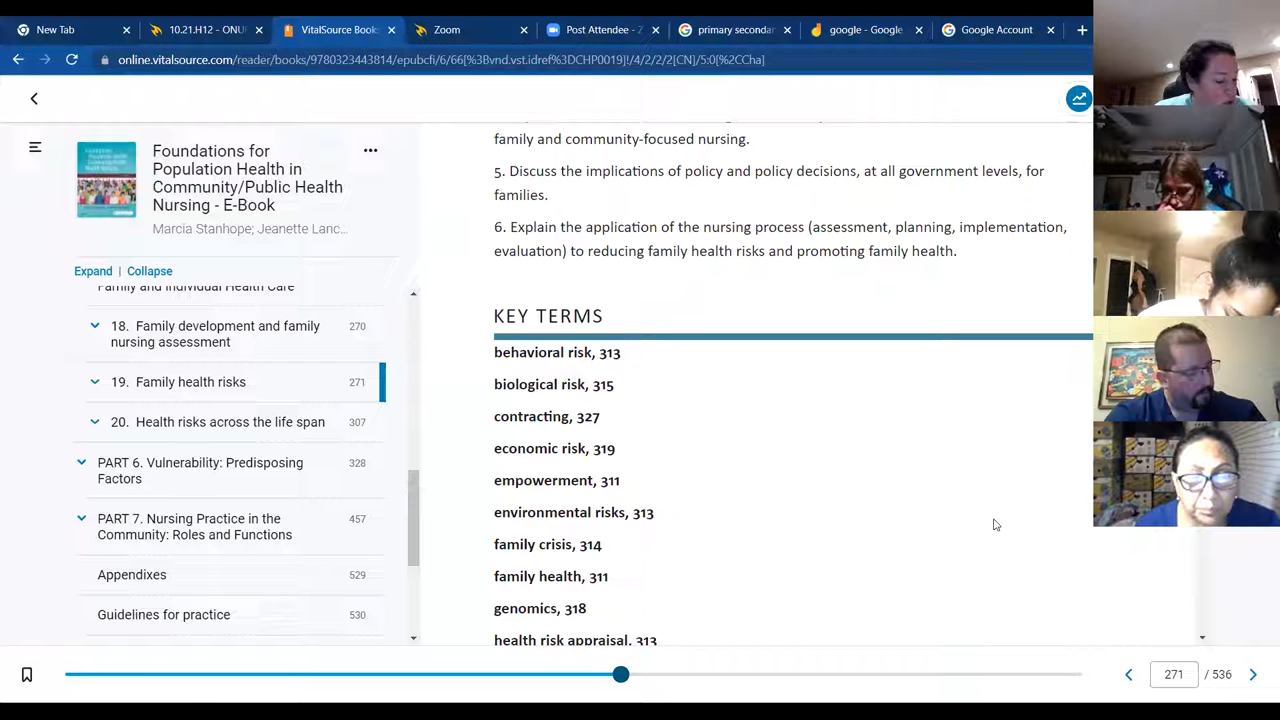 New Tab
10.21.H12 - ONU
VitalSource Book
Zoom
Post Attendee - Z
primary secondar
google - Google
Google Account
online.vitalsource.com/reader/books/9780323443814/epubcfi/6/66[%3Bvnd.vst.idref%3DCHP0019]!/4/2/2/2[CN]/5:0[%2CCha]
Foundations for
Population Health in
Community/Public Health
Nursing - E-Book
Marcia Stanhope; Jeanette Lanc...
Expand | Collapse
Family and Individual Health Care
18. Family development and family 270
nursing assessment
19. Family health risks 271
20. Health risks across the life span 307
PART 6. Vulnerability: Predisposing 328
Factors
PART 7. Nursing Practice in the 457
Community: Roles and Functions
Appendixes 529
Guidelines for practice 530
family and community-focused nursing.
5. Discuss the implications of policy and policy decisions, at all government levels, for
families.
6. Explain the application of the nursing process (assessment, planning, implementation,
evaluation) to reducing family health risks and promoting family health.
KEY TERMS
behavioral risk, 313
biological risk, 315
contracting, 327
economic risk, 319
empowerment, 311
environmental risks, 313
family crisis, 314
family health, 311
genomics, 318
health risk appraisal, 313
271 / 536